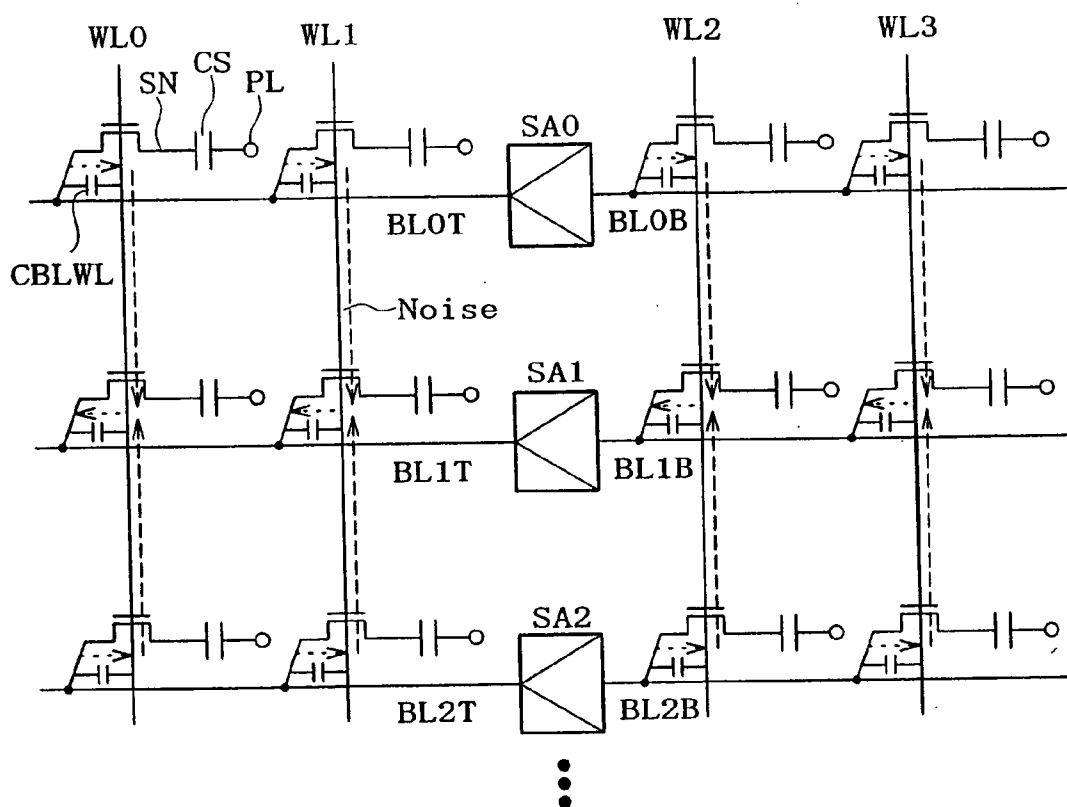 WL0
WL1
WL2
WL3
CS
SN
PL
SA0
BL0T
BL0B
CBLWL
Noise
SA1
BL1T
BL1B
SA2
BL2T
BL2B